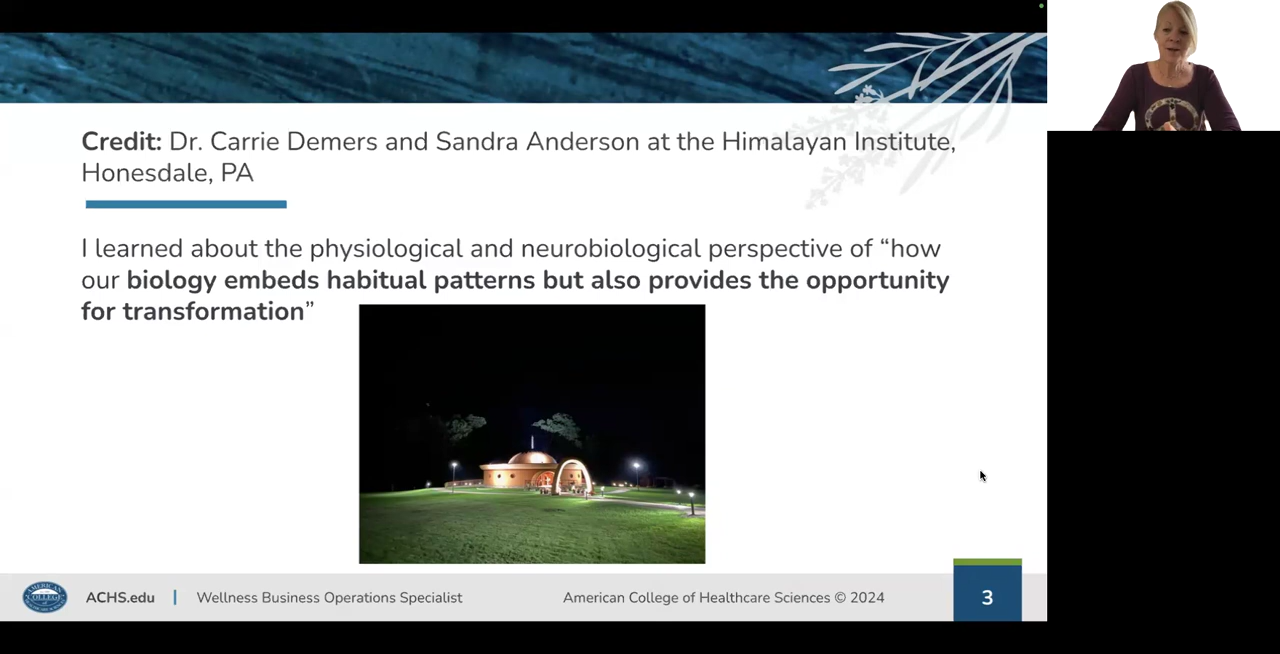 Credit: Dr. Carrie Demers and Sandra Anderson at the Himalayan Institute,
Honesdale, PA
I learned about the physiological and neurobiological perspective of “how
our biology embeds habitual patterns but also provides the opportunity
for transformation”
ACHS.edu | Wellness Business Operations Specialist American College of Healthcare Sciences © 2024 3